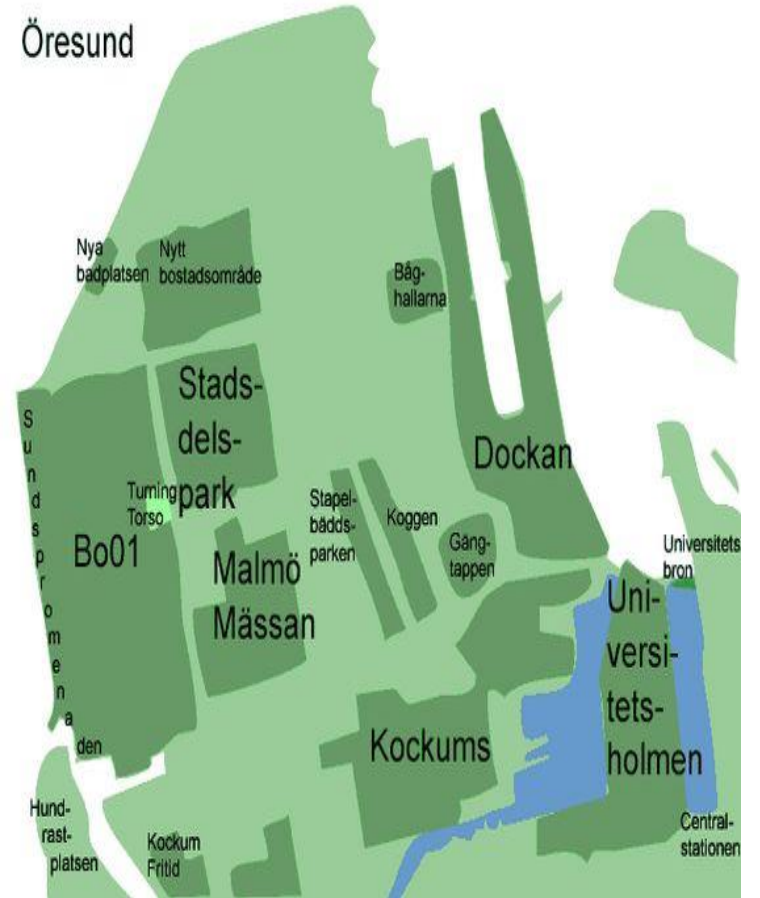 Öresund
Nya
badplatsen
Nytt
bostadsområde
Båg-
hallarna
Stads-
dels-
park
Sundspromenaden
Turning
Torso
Bo01
Malmö
Mässan
Stapel-
bädds-
parken
Koggen
Gäng-
tappen
Dockan
Universitets
bron
Uni-
versi-
tets-
holmen
Kockums
Hund-
rast-
platsen
Kockum
Fritid
Central-
stationen